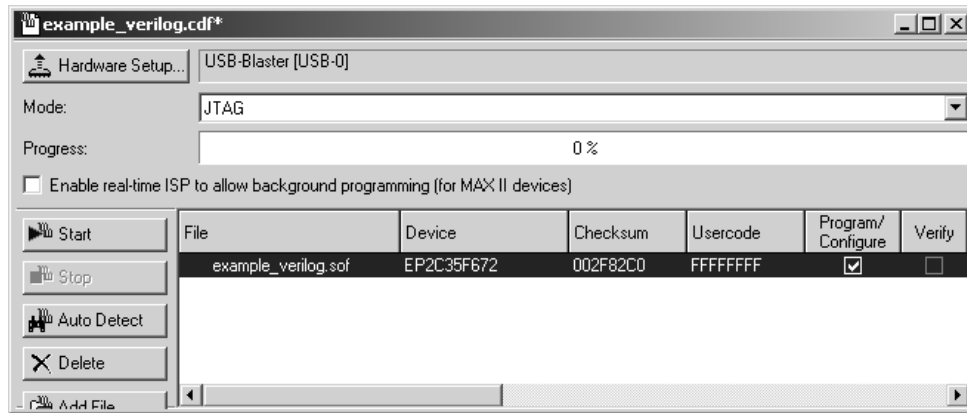 example_verilog.cdf*
Hardware Setup... USB-Blaster [USB-0]
Mode: JTAG
Progress: 0 %
Enable real-time ISP to allow background programming (for MAX II devices)
Start
Stop
Auto Detect
Delete
Add File
File Device Checksum Usercode Program/ Configure Verify
example_verilog.sof EP2C35F672 002F82C0 FFFFFFFF